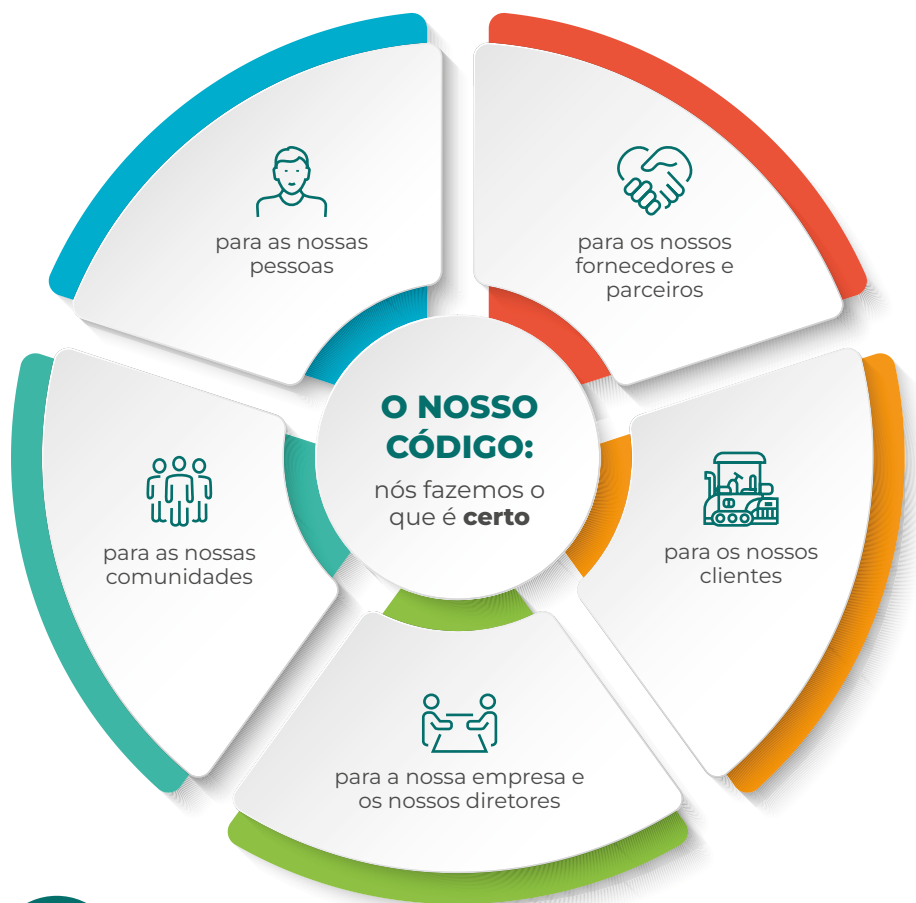 para as nossas
pessoas
para os nossos
fornecedores e
parceiros
O NOSSO
CÓDIGO:
nós fazemos o
que é certo
para as nossas
comunidades
para os nossos
clientes
para a nossa empresa e
os nossos diretores